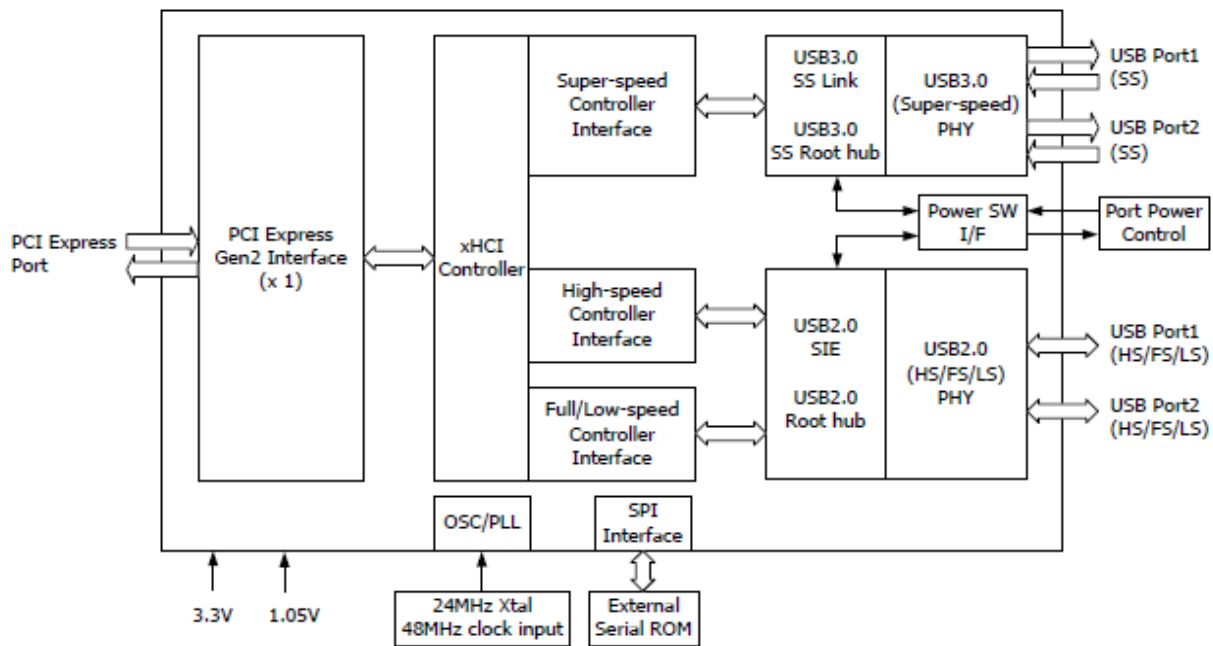 PCI Express
Port
PCI Express
Gen2 Interface
(x 1)
xHCI
Controller
Super-speed
Controller
Interface
High-speed
Controller
Interface
Full/Low-speed
Controller
Interface
USB3.0
SS Link
USB3.0
SS Root hub
USB3.0
(Super-speed)
PHY
USB Port1
(SS)
USB Port2
(SS)
Power SW
I/F
Port Power
Control
USB2.0
SIE
USB2.0
Root hub
USB2.0
(HS/FS/LS)
PHY
USB Port1
(HS/FS/LS)
USB Port2
(HS/FS/LS)
OSC/PLL
SPI
Interface
3.3V
1.05V
24MHz Xtal
48MHz clock input
External
Serial ROM